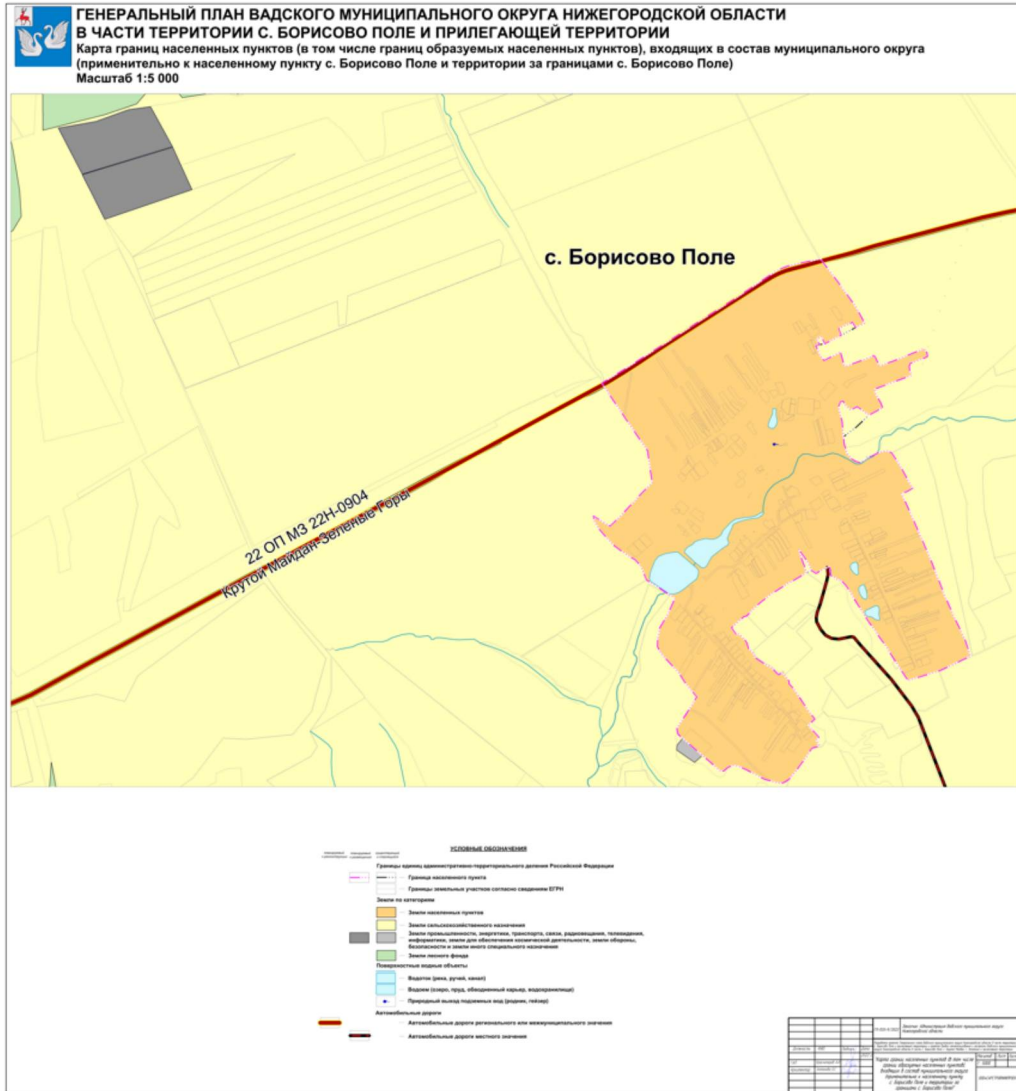 ГЕНЕРАЛЬНЫЙ ПЛАН ВАДСКОГО МУНИЦИПАЛЬНОГО ОКРУГА НИЖЕГОРОДСКОЙ ОБЛАСТИ
В ЧАСТИ ТЕРРИТОРИИ С. БОРИСОВО ПОЛЕ И ПРИЛЕГАЮЩЕЙ ТЕРРИТОРИИ
Карта границ населенных пунктов (в том числе границ образуемых населенных пунктов), входящих в состав муниципального округа
(применительно к населенному пункту с. Борисово Поле и территории за границами с. Борисово Поле)
Масштаб 1:5 000
с. Борисово Поле
22 ОП МЗ 22Н-0904
Крутой Майдан-Зеленые Горы
УСЛОВНЫЕ ОБОЗНАЧЕНИЯ
Границы единиц административно-территориального деления Российской Федерации
Граница населенного пункта
Границы земельных участков согласно сведениям ЕГРН
Земли по категориям
Земли населенных пунктов
Земли сельскохозяйственного назначения
Земли промышленности, энергетики, транспорта, связи, радиовещания, телевидения,
информатики, земли для обеспечения космической деятельности, земли обороны,
безопасности и земли иного специального назначения
Земли лесного фонда
Поверхностные водные объекты
Водоток (река, ручей, канал)
Водоем (озеро, пруд, обводненный карьер, водохранилище)
Природный выход подземных вод (родник, гейзер)
Автомобильные дороги
Автомобильные дороги регионального или межмуниципального значения
Автомобильные дороги местного значения